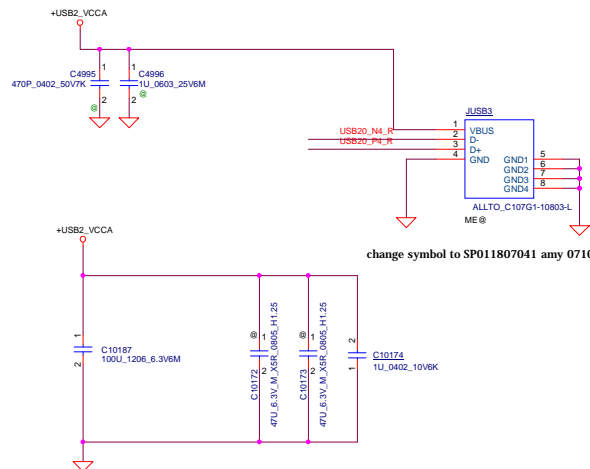 +USB2_VCCA
1
C4995
470P_0402_50V7K
2
@
1
C4996
1U_0603_25V6M
2
@
JUSB3
USB20_N4_R
USB20_P4_R
1
2
3
4
VBUS
D-
D+
GND
GND1
GND2
GND3
GND4
5
6
7
8
ALLTO_C107G1-10803-L
ME@
change symbol to SP011807041 amy 0710
+USB2_VCCA
1
C10187
100U_1206_6.3V6M
2
@
1
2
C10172
47U_6.3V_M_X5R_0805_H1.25
@
1
2
C10173
47U_6.3V_M_X5R_0805_H1.25
2
C10174
1U_0402_10V6K
1